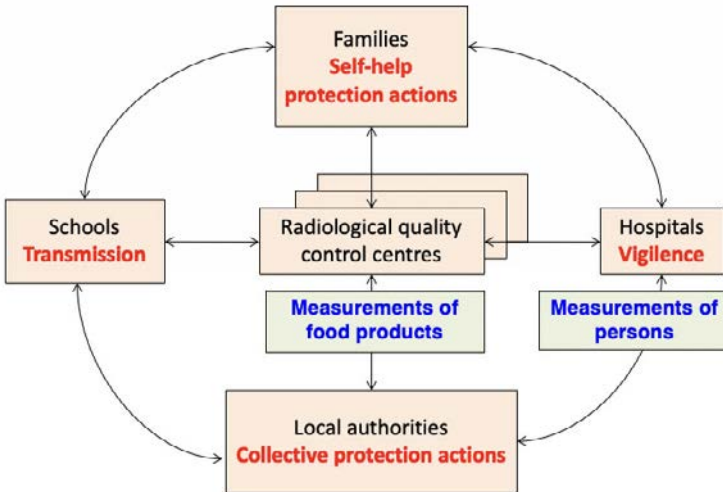 Families
Self-help
protection actions
Schools
Transmission
Radiological quality
control centres
Hospitals
Vigilence
Measurements of
food products
Measurements of
persons
Local authorities
Collective protection actions